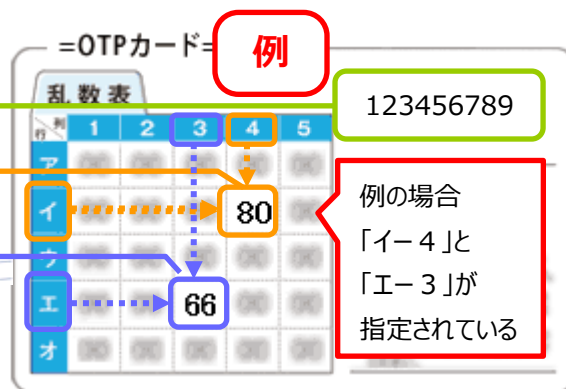 =OTPカード=
例
乱数表
123456789
列
行
1 2 3 4 5
ア
イ 80
ウ
エ 66
オ
例の場合
「イー４」と
「エー３」が
指定されている